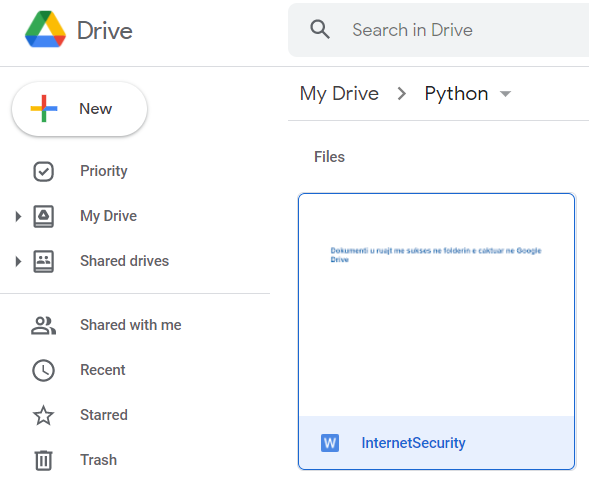 Drive
Search in Drive
New
My Drive > Python
Priority
My Drive
Shared drives
Shared with me
Recent
Starred
Trash
Files
Dokumenti u ruajt me sukses ne folderin e caktuar ne Google
Drive
W InternetSecurity